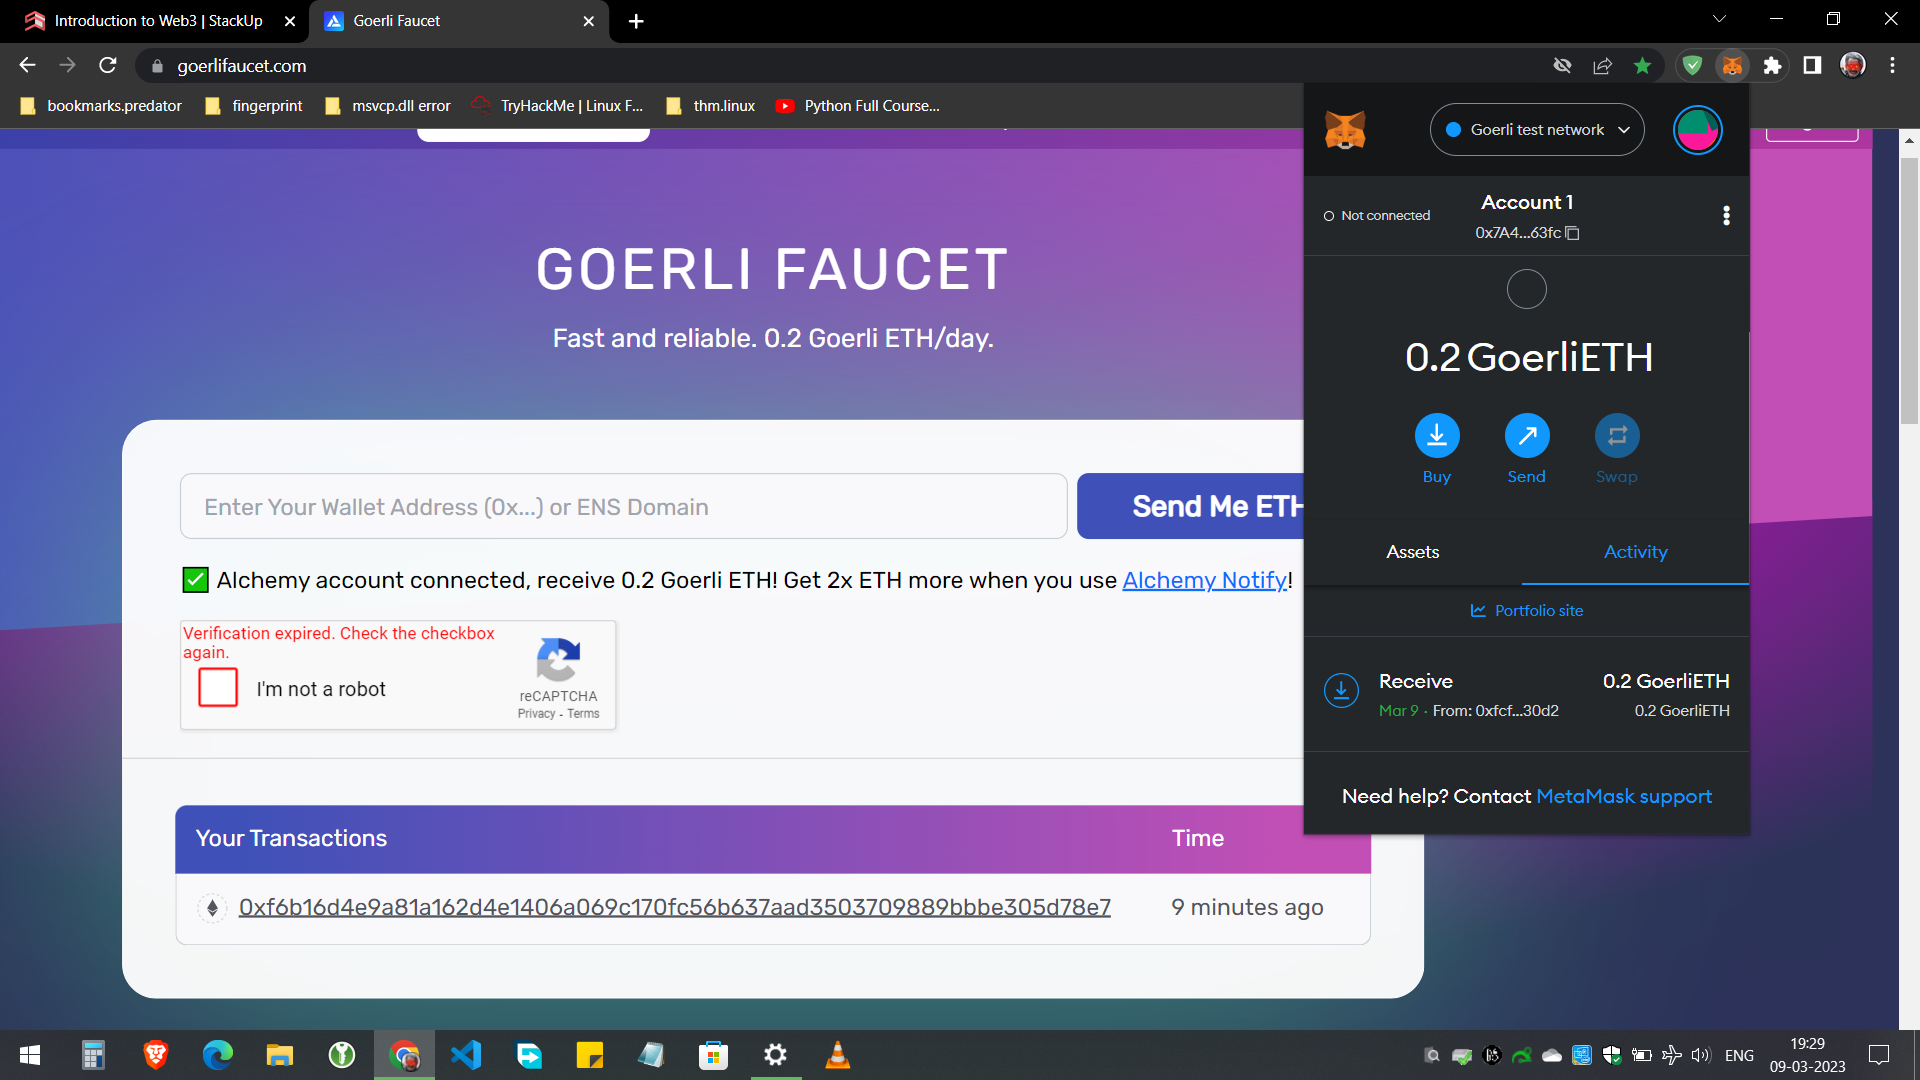 Introduction to Web3 | StackUp
Goerli Faucet
goerlifaucet.com
bookmarks.predator
fingerprint
msvcp.dll error
TryHackMe | Linux F...
thm.linux
Python Full Course...
GOERLI FAUCET
Fast and reliable. 0.2 Goerli ETH/day.
Enter Your Wallet Address (0x...) or ENS Domain
Send Me ETH
Alchemy account connected, receive 0.2 Goerli ETH! Get 2x ETH more when you use Alchemy Notify!
Verification expired. Check the checkbox
again.
I'm not a robot
reCAPTCHA
Privacy - Terms
Your Transactions
Time
0xf6b16d4e9a81a162d4e1406a069c170fc56b637aad3503709889bbbe305d78e7
9 minutes ago
Goerli test network
Not connected
Account 1
0x7A4...63fc
0.2 GoerliETH
Buy
Send
Swap
Assets
Activity
Portfolio site
Receive
0.2 GoerliETH
Mar 9 · From: 0xfcf...30d2
0.2 GoerliETH
Need help? Contact MetaMask support
ENG
19:29
09-03-2023